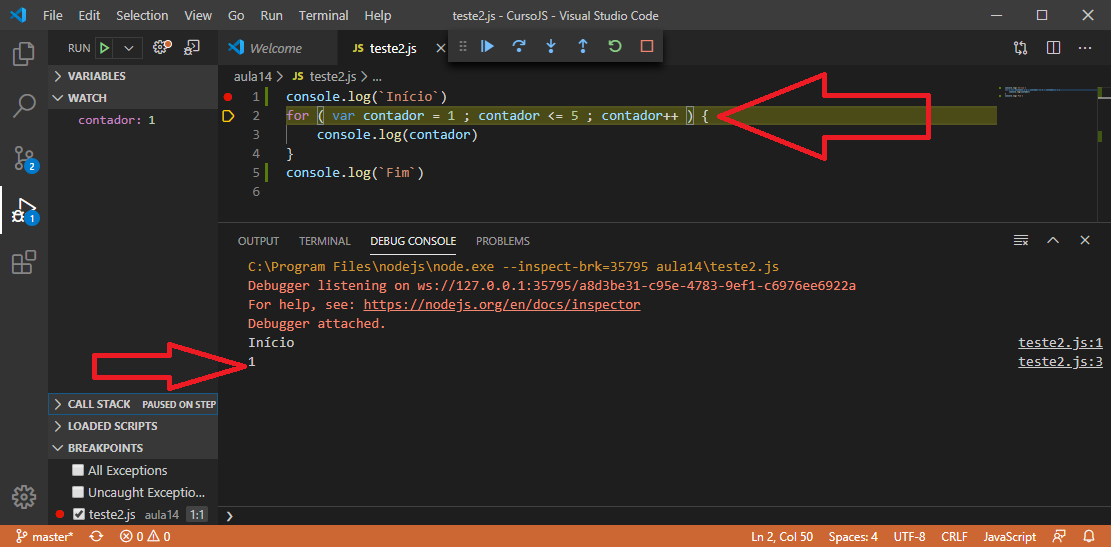 File Edit Selection View Go Run Terminal Help teste2.js - CursoJS - Visual Studio Code
RUN
Welcome
JS teste2.js
aula14 > JS teste2.js > ...
VARIABLES
WATCH
contador: 1
1 console.log(`Início`)
2 for ( var contador = 1 ; contador <= 5 ; contador++ ) {
3 console.log(contador)
4 }
5 console.log(`Fim`)
6
2
1
OUTPUT TERMINAL DEBUG CONSOLE PROBLEMS
C:\Program Files\nodejs\node.exe --inspect-brk=35795 aula14\teste2.js
Debugger listening on ws://127.0.0.1:35795/a8d3be31-c95e-4783-9ef1-c6976ee6922a
For help, see: https://nodejs.org/en/docs/inspector
Debugger attached.
Início teste2.js:1
1 teste2.js:3
CALL STACK PAUSED ON STEP
LOADED SCRIPTS
BREAKPOINTS
All Exceptions
Uncaught Exceptio...
teste2.js aula14 1:1
master* 0 0 Ln 2, Col 50 Spaces: 4 UTF-8 CRLF JavaScript